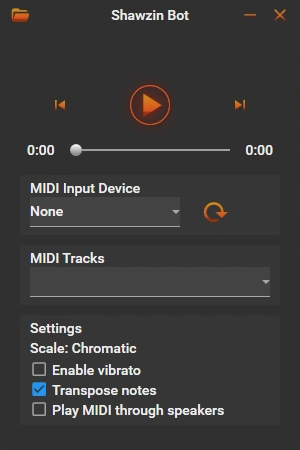 Shawzin Bot
0:00 0:00
MIDI Input Device
None
MIDI Tracks
Settings
Scale: Chromatic
Enable vibrato
Transpose notes
Play MIDI through speakers